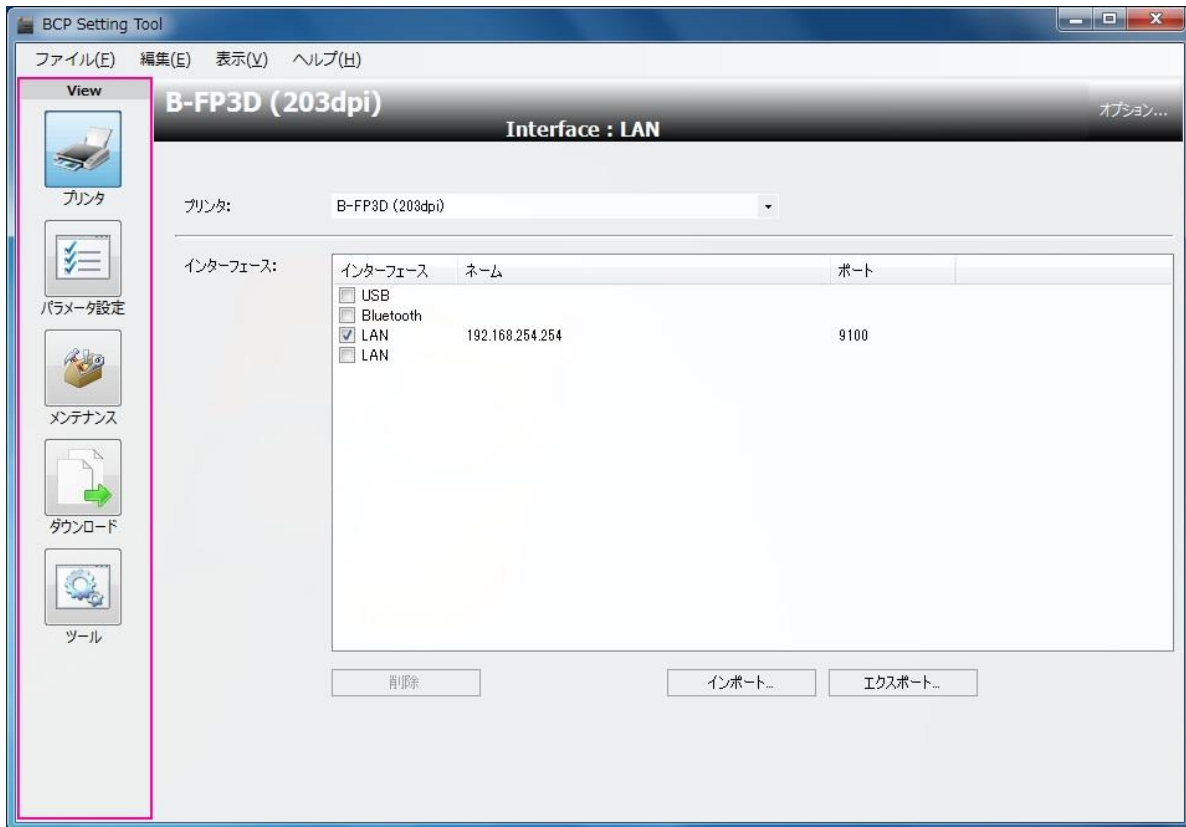 BCP Setting Tool
ファイル(F) 編集(E) 表示(V) ヘルプ(H)
View
B-FP3D (203dpi)
Interface : LAN
オプション...
プリンタ
パラメータ設定
メンテナンス
ダウンロード
ツール
プリンタ: B-FP3D (203dpi)
インターフェース:
インターフェース ネーム ポート
USB
Bluetooth
LAN 192.168.254.254 9100
LAN
削除 インポート... エクスポート...